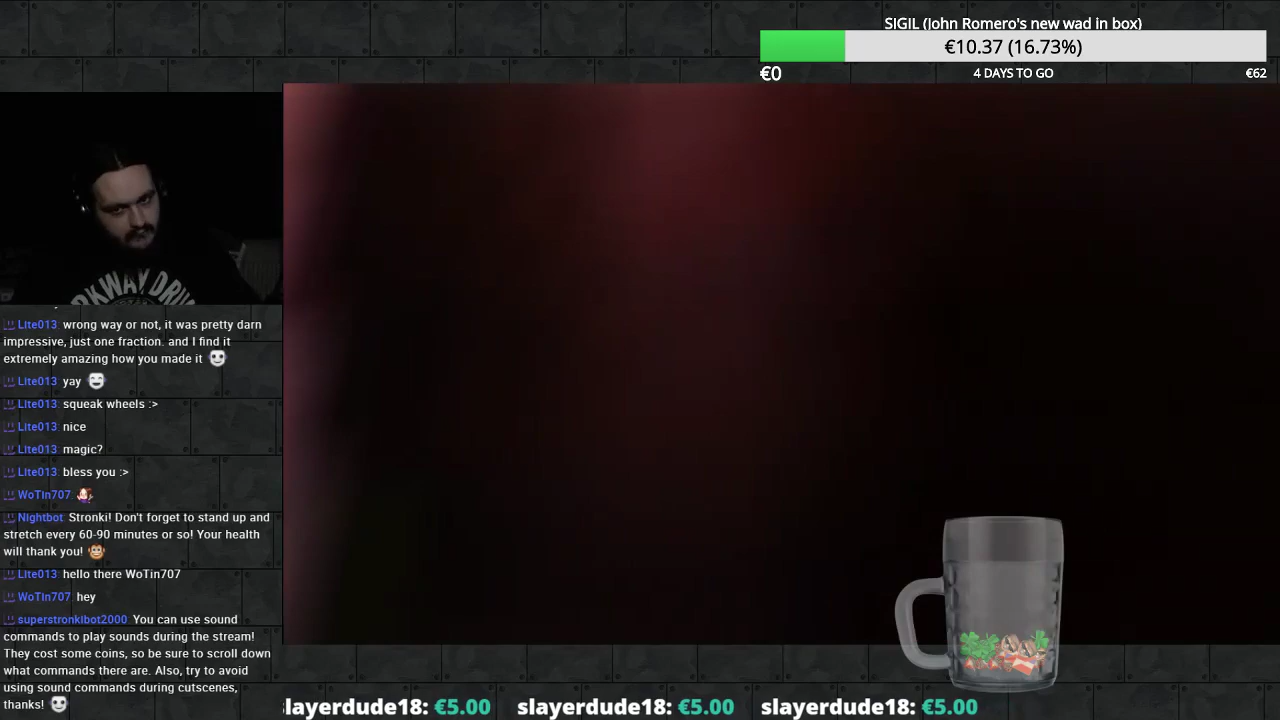 SIGIL (John Romero's new wad in box)
€10.37 (16.73%)
€0
4 DAYS TO GO
€62
Lite013: wrong way or not, it was pretty darn
impressive, just one fraction. and I find it
extremely amazing how you made it
Lite013: yay
Lite013: squeak wheels :>
Lite013: nice
Lite013: magic?
Lite013: bless you :>
WoTin707:
Nightbot: Stronki! Don't forget to stand up and
stretch every 60-90 minutes or so! Your health
will thank you!
Lite013: hello there WoTin707
WoTin707: hey
superstronkibot2000: You can use sound
commands to play sounds during the stream!
They cost some coins, so be sure to scroll down
what commands there are. Also, try to avoid
using sound commands during cutscenes,
thanks!
layerdude18: €5.00 slayerdude18: €5.00 slayerdude18: €5.00